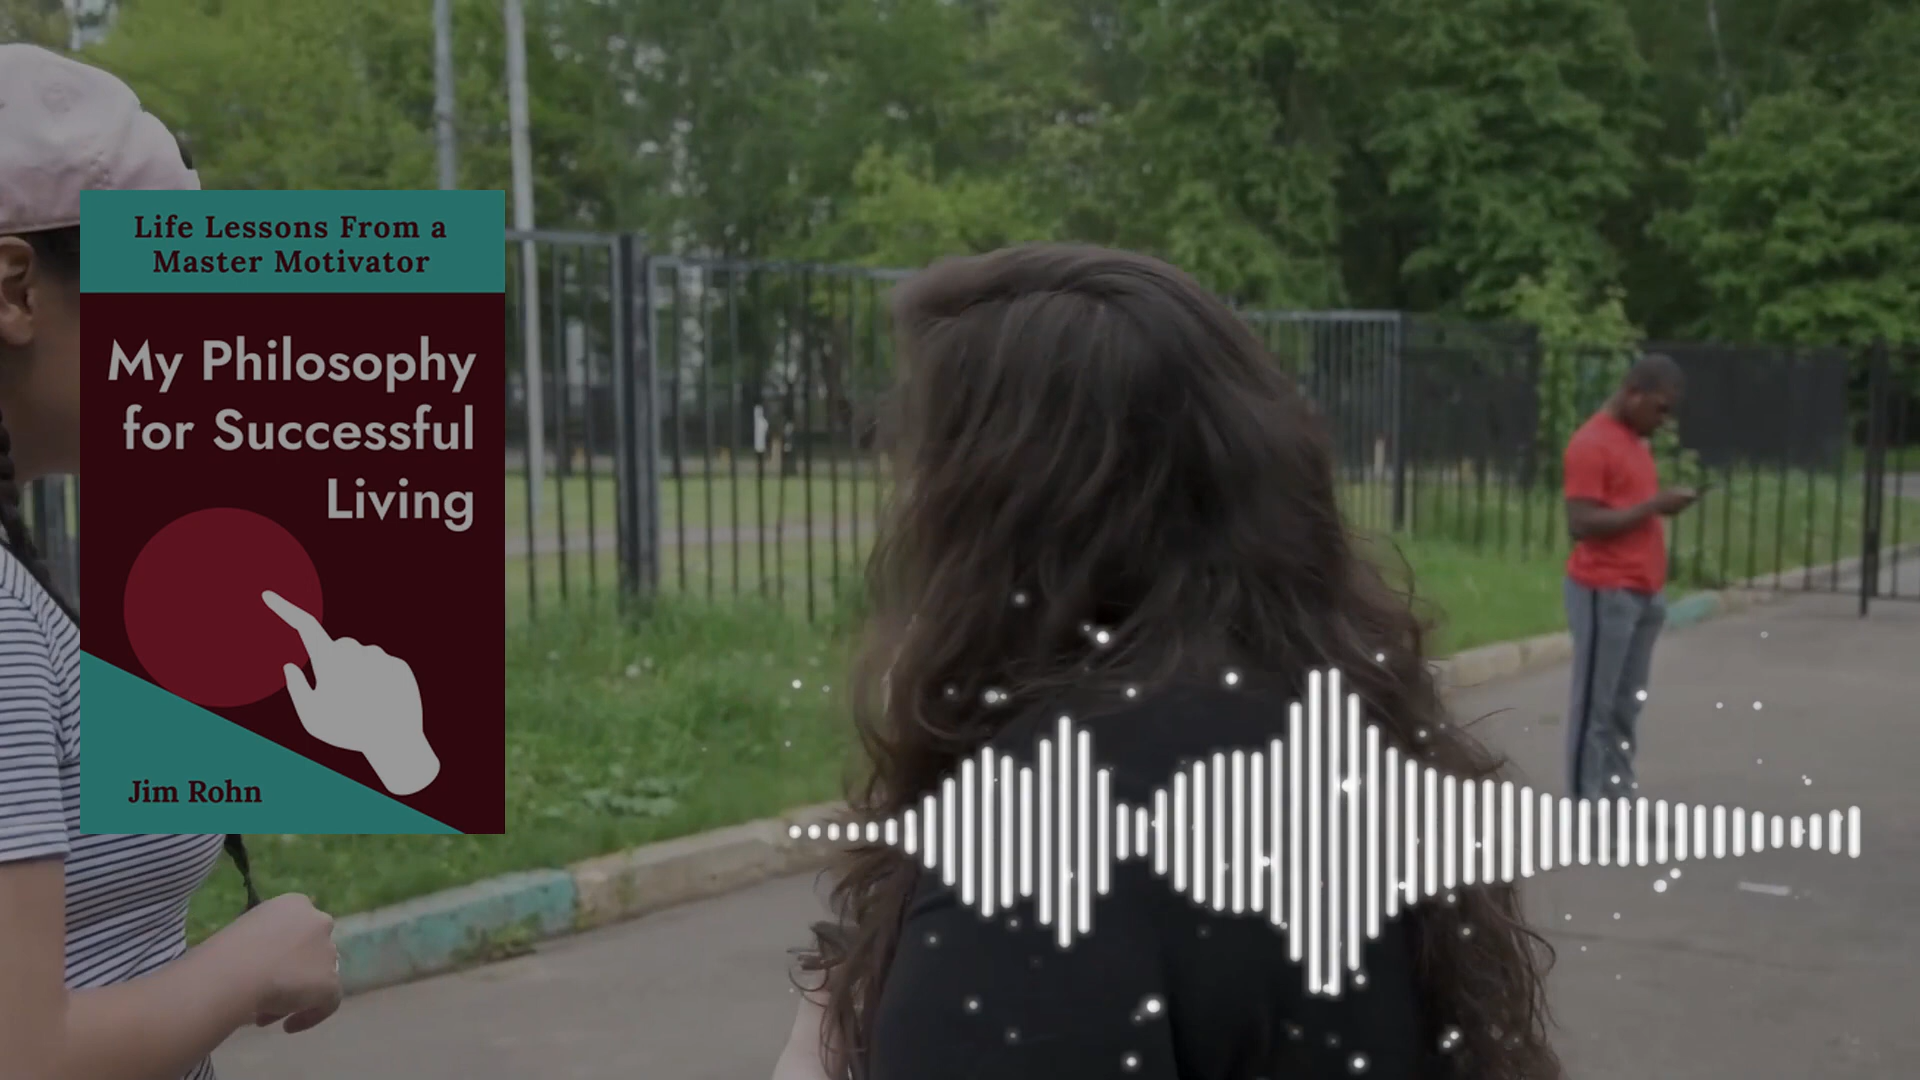 Life Lessons From a
Master Motivator
My Philosophy
for Successful
Living
Jim Rohn